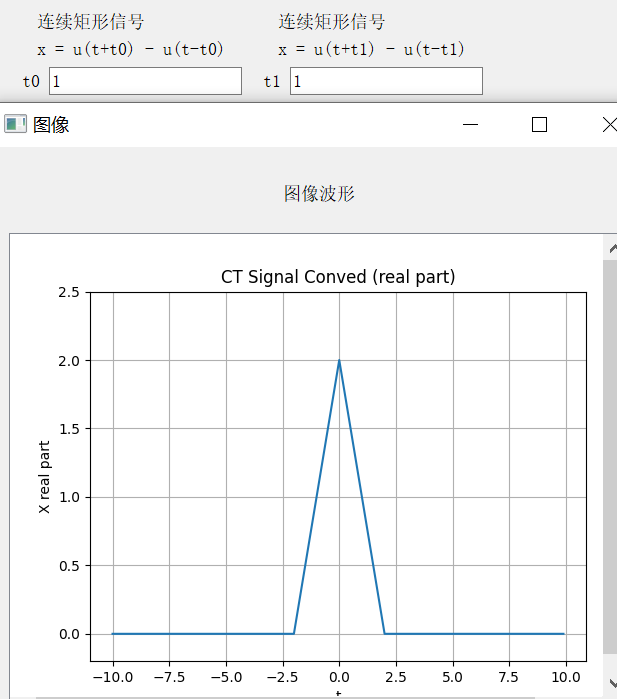 连续矩形信号 连续矩形信号
x = u(t+t0) - u(t-t0) x = u(t+t1) - u(t-t1)
t0 1 t1 1
图像
图像波形
CT Signal Conved (real part)
2.5
2.0
1.5
1.0
0.5
0.0
X real part
-10.0 -7.5 -5.0 -2.5 0.0 2.5 5.0 7.5 10.0